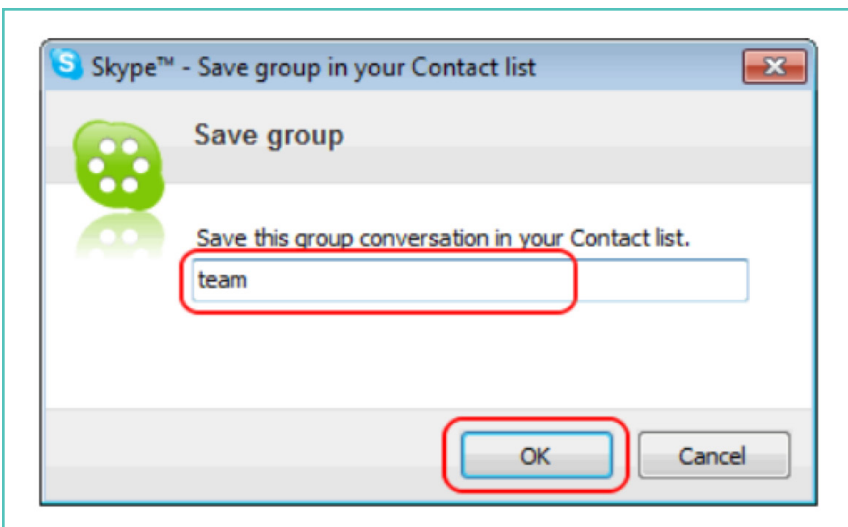 Skype™ - Save group in your Contact list
Save group
Save this group conversation in your Contact list.
team
OK
Cancel